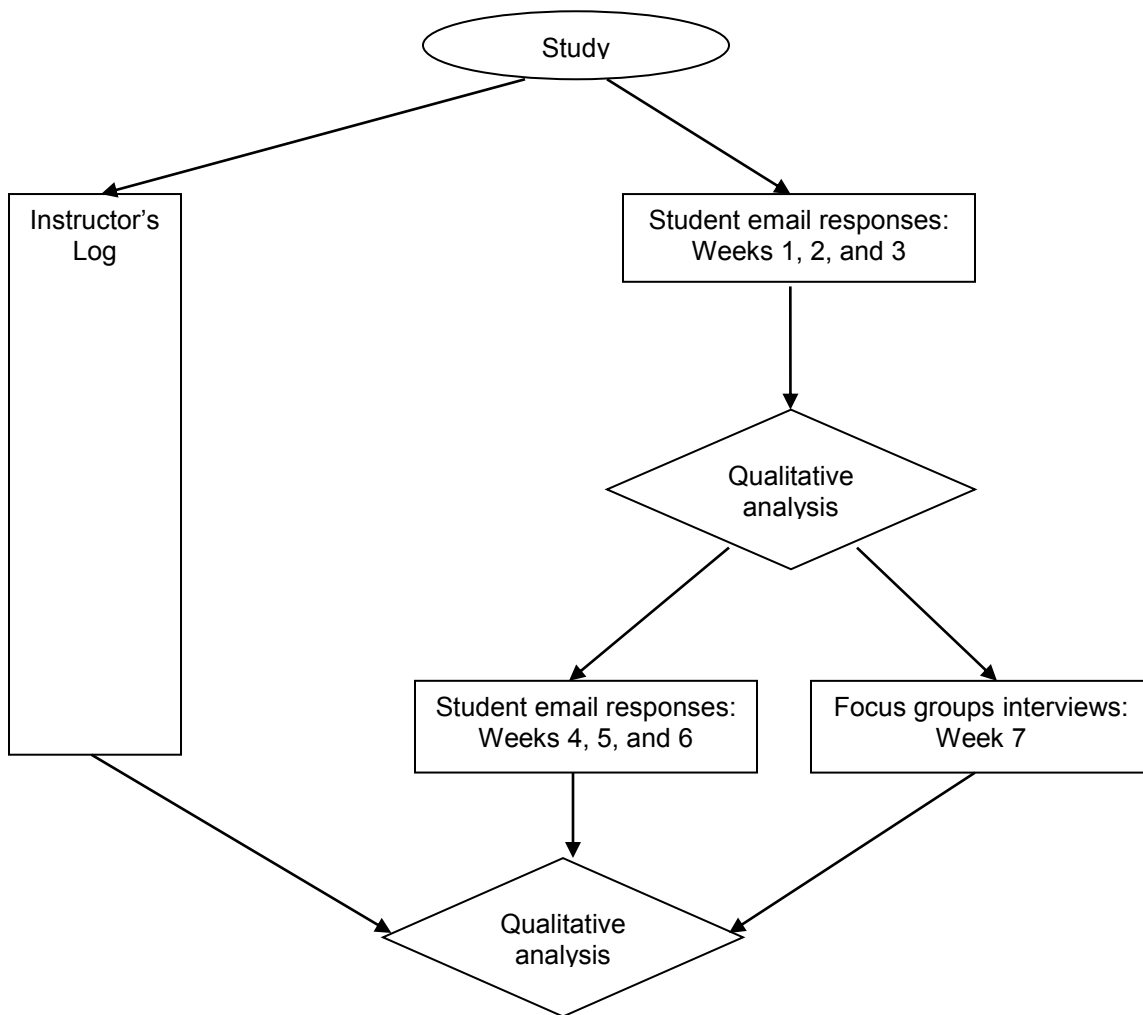 Study
Instructor's
Log
Student email responses:
Weeks 1, 2, and 3
Qualitative
analysis
Student email responses:
Weeks 4, 5, and 6
Focus groups interviews:
Week 7
Qualitative
analysis